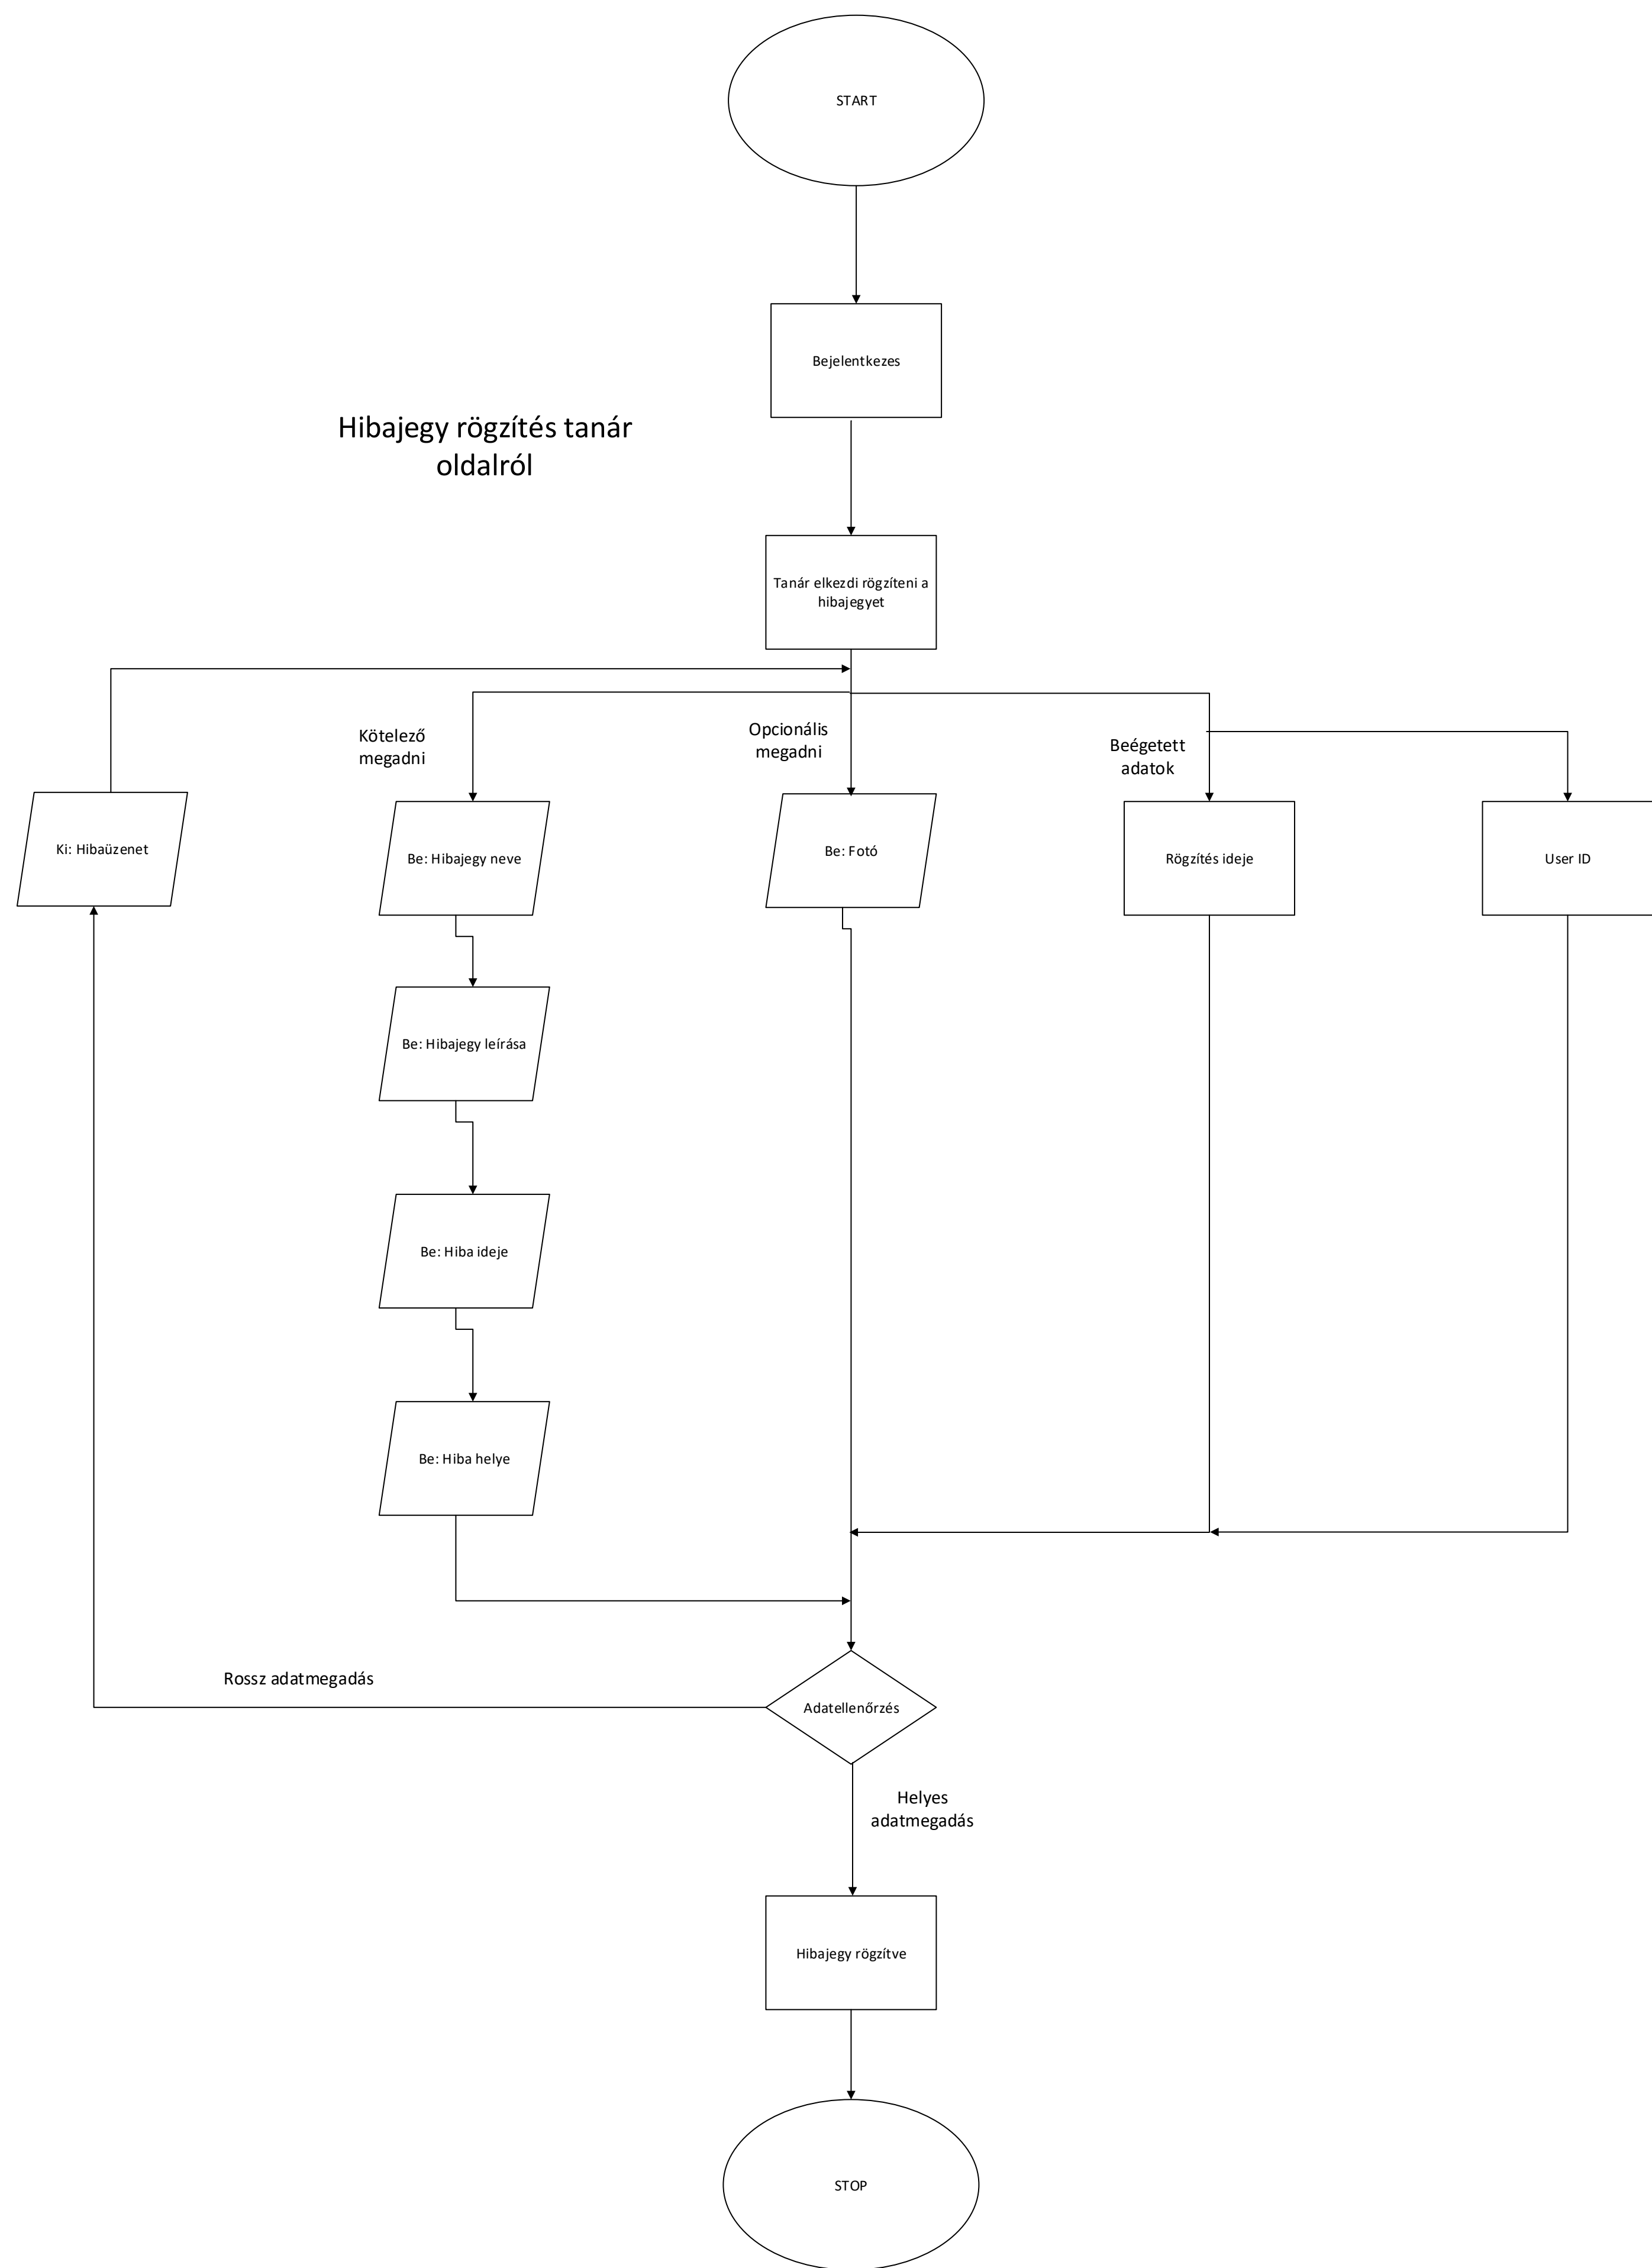 START
Bejelentkezes
Hibajegy rögzítés tanár
oldalról
Tanár elkezdi rögzíteni a
hibajegyet
Kötelező
megadni
Opcionális
megadni
Beégetett
adatok
Ki: Hibaüzenet
Be: Hibajegy neve
Be: Fotó
Rögzítés ideje
User ID
Be: Hibajegy leírása
Be: Hiba ideje
Be: Hiba helye
Rossz adatmegadás
Adatellenőrzés
Helyes
adatmegadás
Hibajegy rögzítve
STOP